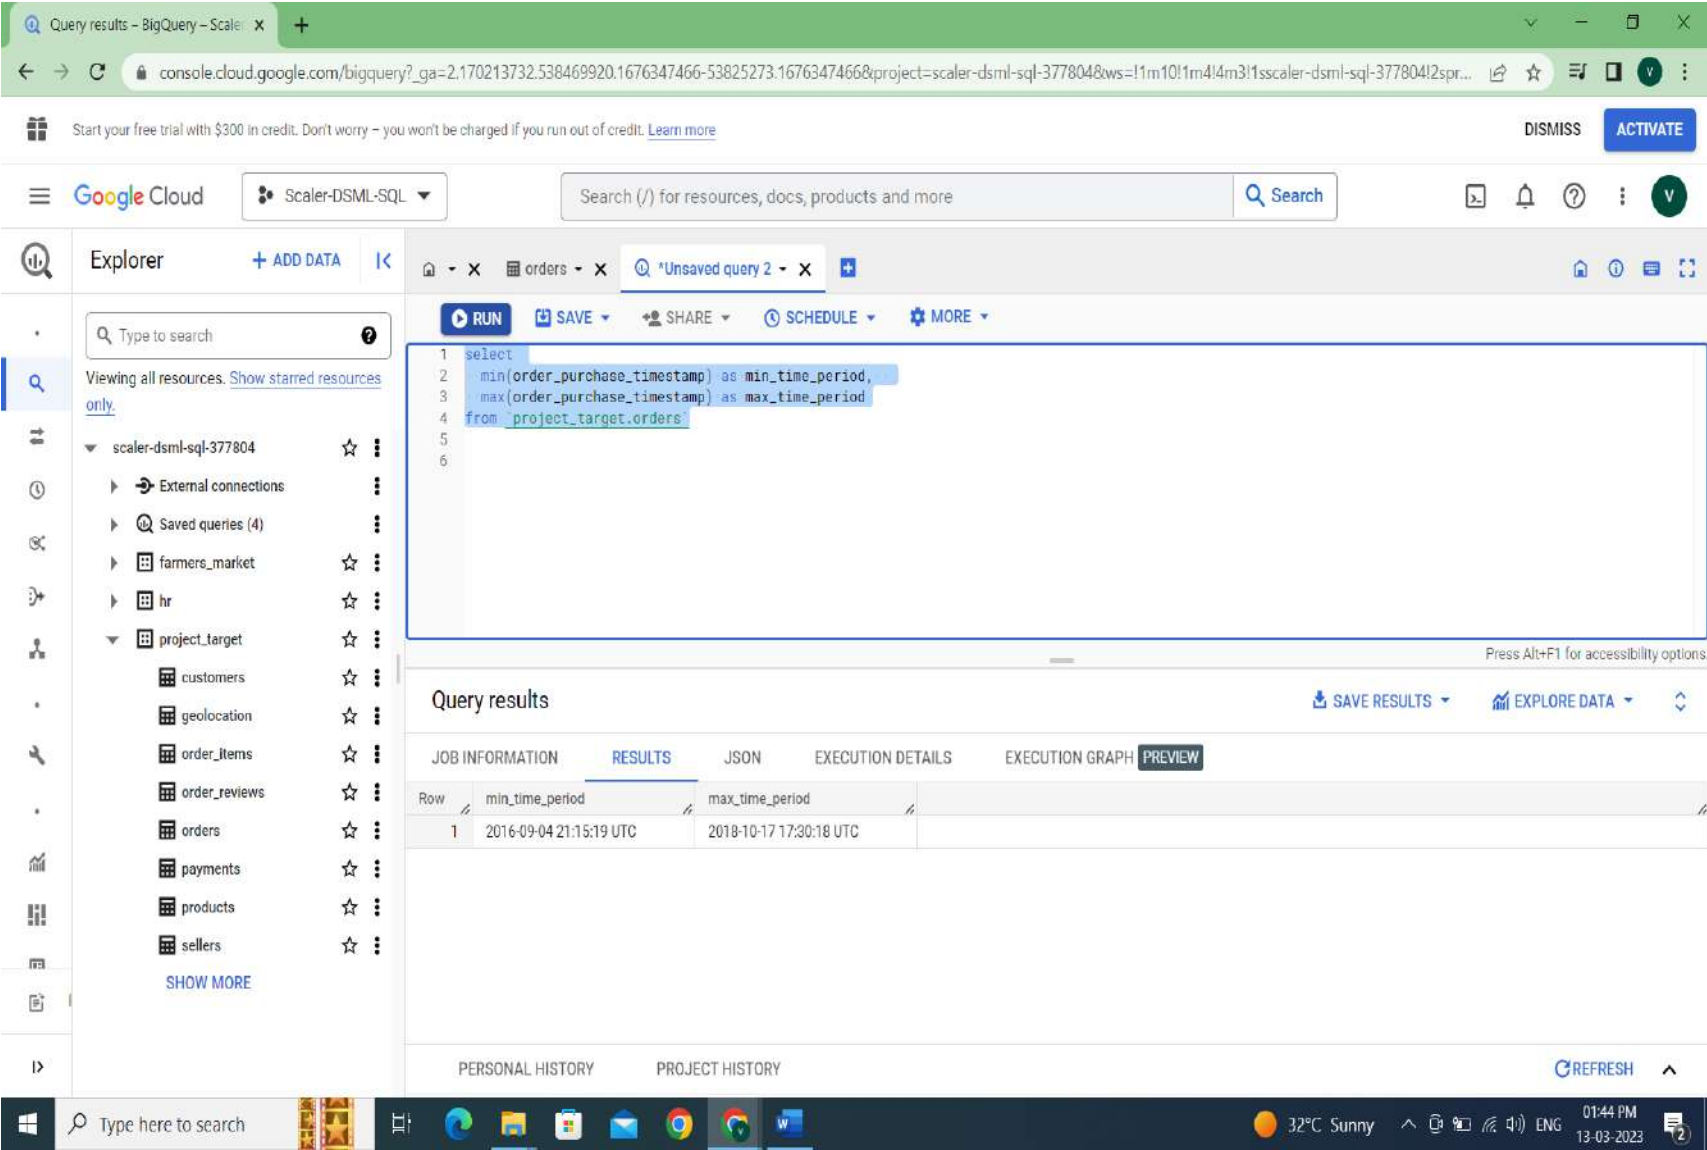 Query results – BigQuery – Scaler
console.cloud.google.com/bigquery?_ga=2.170213732.538469920.1676347466-53825273.1676347466&project=scaler-dsml-sql-377804&ws=!1m10!1m4!4m3!1sscaler-dsml-sql-377804!2spr...
V
Start your free trial with $300 in credit. Don't worry – you won't be charged if you run out of credit. Learn more
DISMISS
ACTIVATE
Google Cloud
Scaler-DSML-SQL
Search (/) for resources, docs, products and more
Search
V
Explorer
+ ADD DATA
orders
*Unsaved query 2
RUN
SAVE
SHARE
SCHEDULE
MORE
Type to search
Viewing all resources. Show starred resources
only.
scaler-dsml-sql-377804
External connections
Saved queries (4)
farmers_market
hr
project_target
customers
geolocation
order_items
order_reviews
orders
payments
products
sellers
SHOW MORE
1 select
2 min(order_purchase_timestamp) as min_time_period,
3 max(order_purchase_timestamp) as max_time_period
4 from `project_target.orders`
5
6
Press Alt+F1 for accessibility options
Query results
SAVE RESULTS
EXPLORE DATA
JOB INFORMATION
RESULTS
JSON
EXECUTION DETAILS
EXECUTION GRAPH PREVIEW
Row min_time_period max_time_period
1 2016-09-04 21:15:19 UTC 2018-10-17 17:30:18 UTC
PERSONAL HISTORY
PROJECT HISTORY
REFRESH
Type here to search
32°C Sunny
ENG
01:44 PM
13-03-2023
2